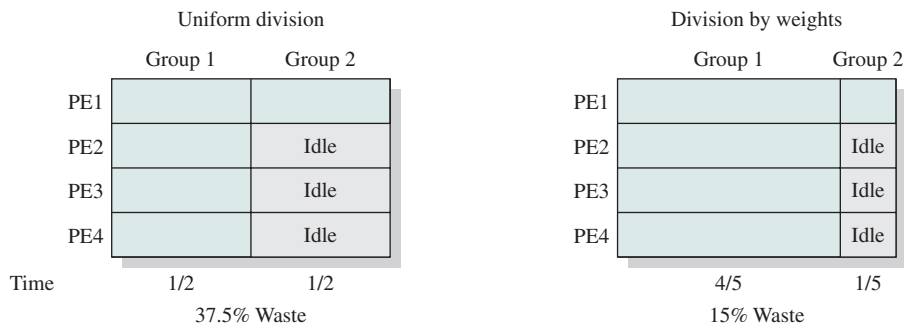 Uniform division
Division by weights
Group 1 Group 2
Group 1 Group 2
PE1
PE1
PE2 Idle
PE2 Idle
PE3 Idle
PE3 Idle
PE4 Idle
PE4 Idle
Time 1/2 1/2
4/5 1/5
37.5% Waste
15% Waste